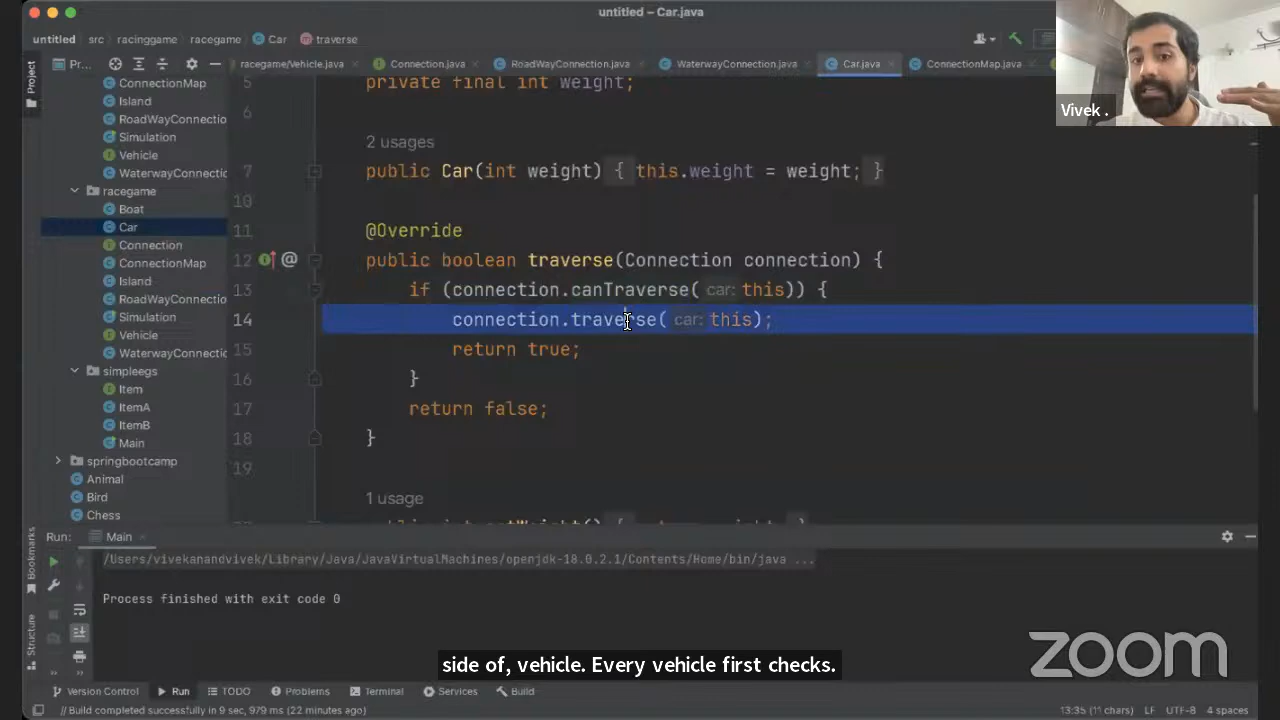 untitled – Car.java
untitled src racinggame racegame Car traverse
Project
Pr...
racegame/Vehicle.java Connection.java RoadWayConnection.java WaterwayConnection.java Car.java ConnectionMap.java
ConnectionMap
Island
RoadWayConnectio
Simulation
Vehicle
WaterwayConnectic
racegame
Boat
Car
Connection
ConnectionMap
Island
RoadWayConnectio
Simulation
Vehicle
WaterwayConnectic
simpleegs
Item
ItemA
ItemB
Main
springbootcamp
Animal
Bird
Chess
5 private final int weight;
6
2 usages
7 public Car(int weight) { this.weight = weight; }
10
11 @Override
12 @ public boolean traverse(Connection connection) {
13 if (connection.canTraverse( car: this)) {
14 connection.traverse( car: this);
15 return true;
16 }
17 return false;
18 }
19
1 usage
Vivek .
Run: Main
/Users/vivekanandvivek/Library/Java/JavaVirtualMachines/openjdk-18.0.2.1/Contents/Home/bin/java ...
Process finished with exit code 0
Bookmarks
Structure
side of, vehicle. Every vehicle first checks.
zoom
Version Control Run TODO Problems Terminal Services Build
// Build completed successfully in 9 sec, 979 ms (22 minutes ago) 13:35 (11 chars) LF UTF-8 4 spaces